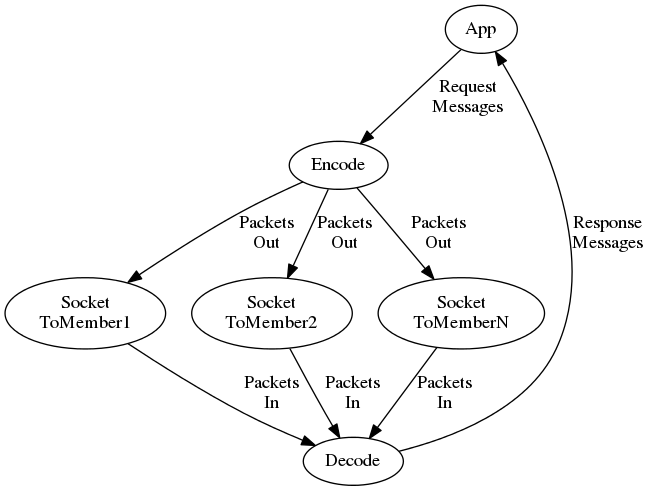 App
Request
Messages
Encode
Packets
Out
Packets
Out
Packets
Out
Response
Messages
Socket
ToMember1
Socket
ToMember2
Socket
ToMemberN
Packets
In
Packets
In
Packets
In
Decode